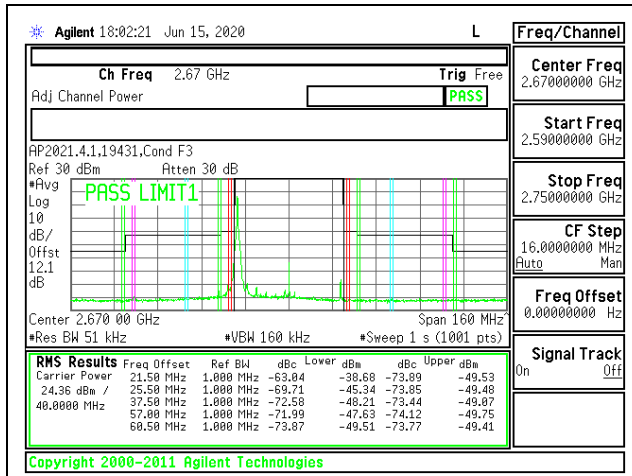 Agilent 18:02:21 Jun 15, 2020 L
Freq/Channel
Ch Freq 2.67 GHz Trig Free
Adj Channel Power PASS
Center Freq
2.67000000 GHz
Start Freq
2.59000000 GHz
Stop Freq
2.75000000 GHz
CF Step
16.0000000 MHz
Auto Man
Freq Offset
0.00000000 Hz
Signal Track
On Off
AP2021.4.1,19431,Cond F3
Ref 30 dBm Atten 30 dB
#Avg
Log
10
dB/
Offst
12.1
dB
PASS LIMIT1
Center 2.670 00 GHz Span 160 MHz
#Res BW 51 kHz #VBW 160 kHz #Sweep 1 s (1001 pts)
RMS Results Freq Offset Ref BW dBc Lower dBm dBc Upper dBm
Carrier Power 21.50 MHz 1.000 MHz -63.04 -38.68 -73.89 -49.53
24.36 dBm / 25.50 MHz 1.000 MHz -69.71 -45.34 -73.85 -49.48
40.0000 MHz 37.50 MHz 1.000 MHz -72.58 -48.21 -73.44 -49.07
57.00 MHz 1.000 MHz -71.99 -47.63 -74.12 -49.75
60.50 MHz 1.000 MHz -73.87 -49.51 -73.77 -49.41
Copyright 2000-2011 Agilent Technologies